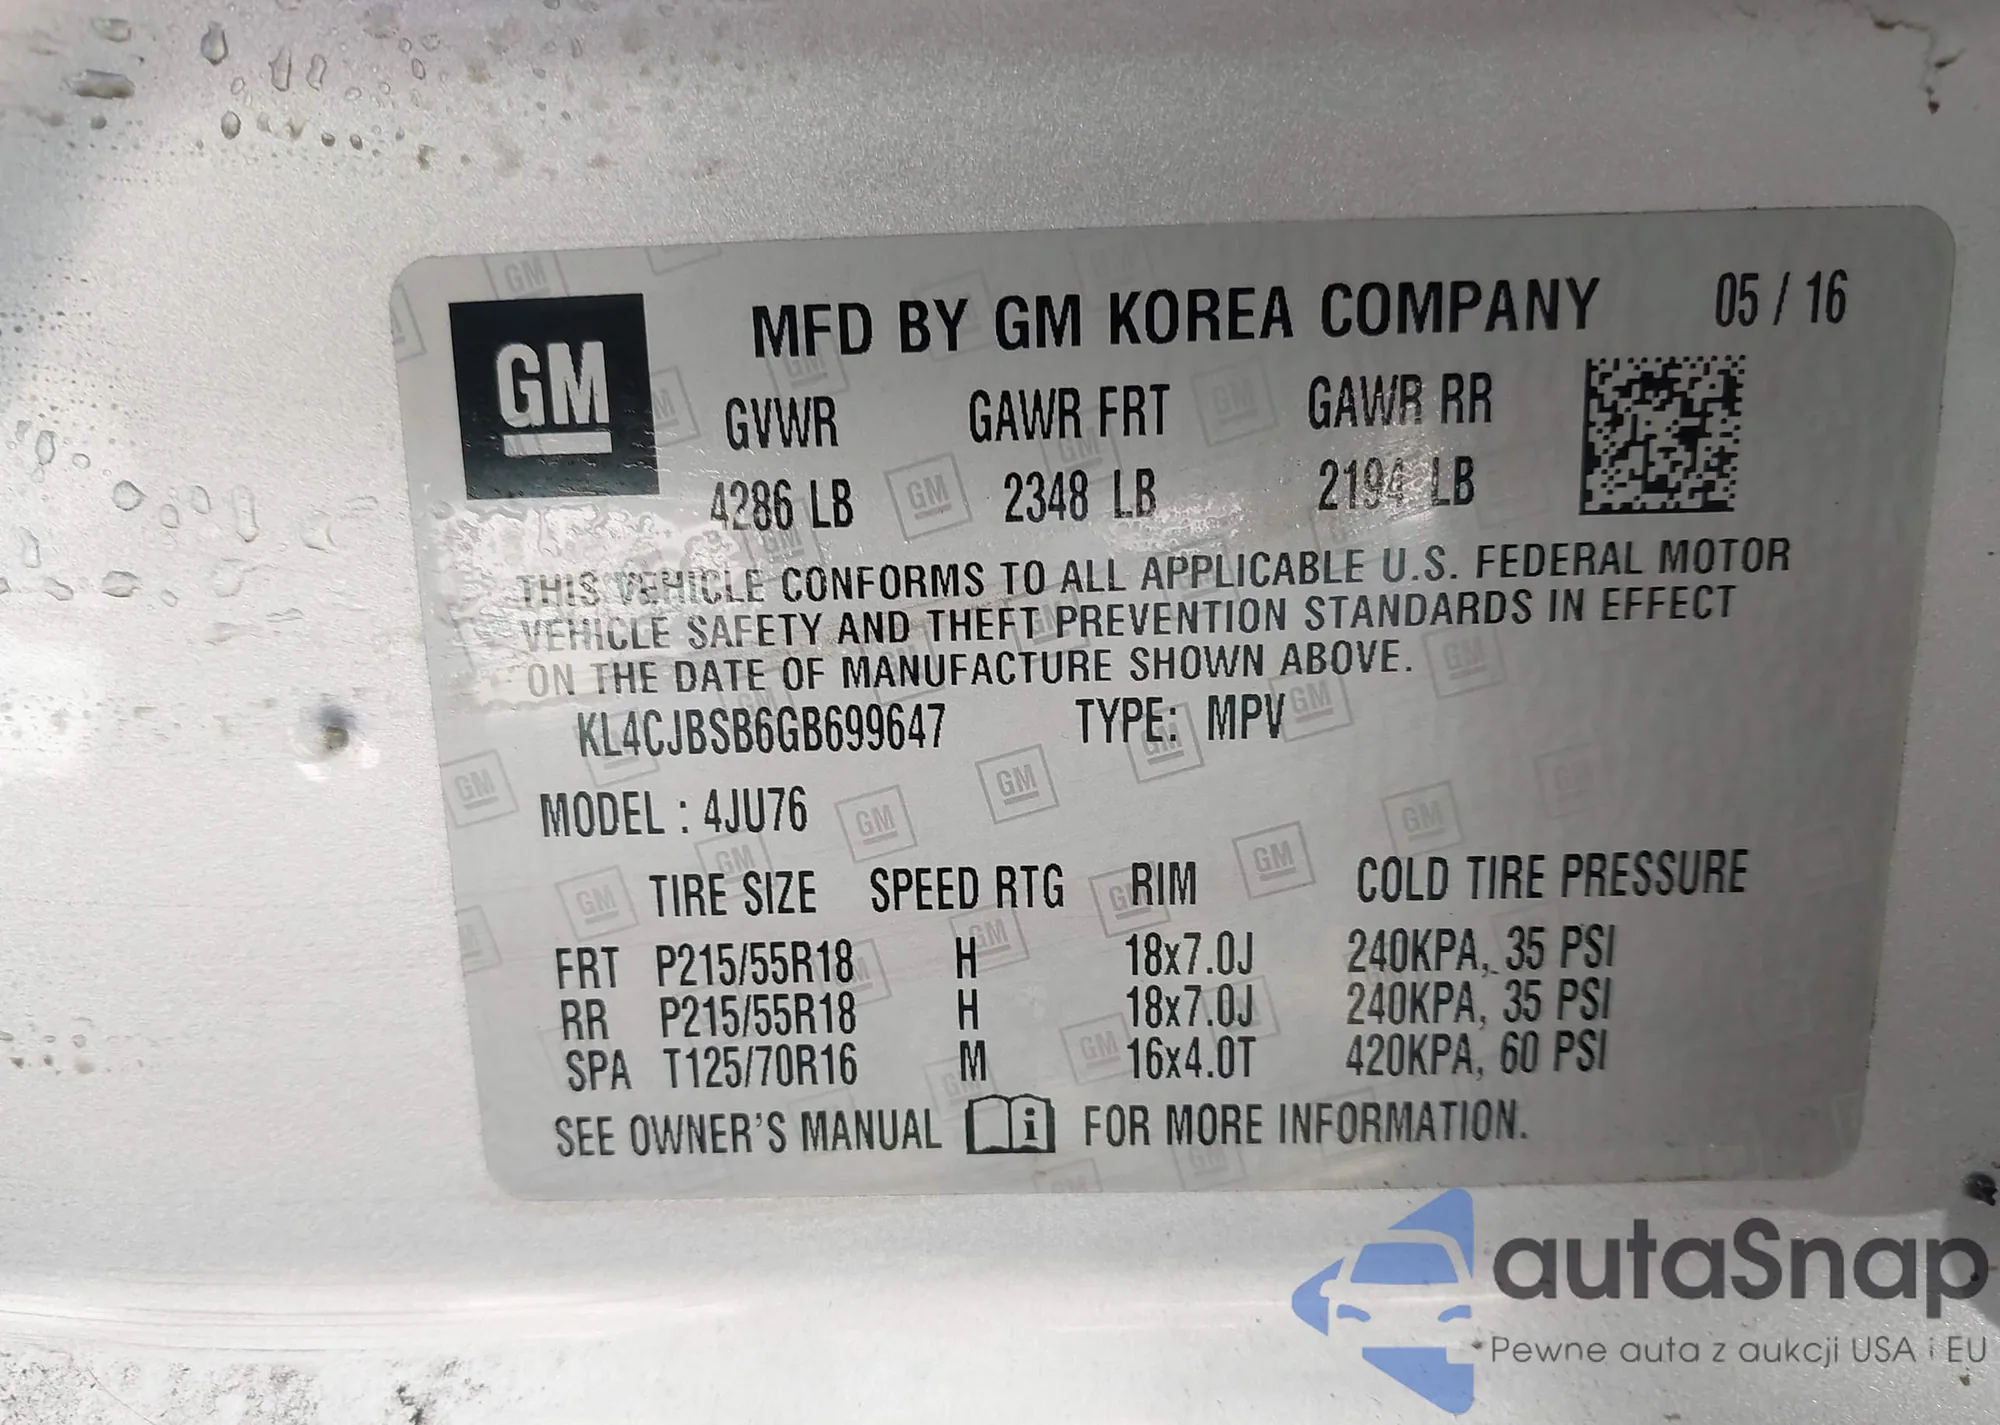 GM MFD BY GM KOREA COMPANY 05 / 16
GVWR GAWR FRT GAWR RR
4286 LB 2348 LB 2194 LB
THIS VEHICLE CONFORMS TO ALL APPLICABLE U.S. FEDERAL MOTOR
VEHICLE SAFETY AND THEFT PREVENTION STANDARDS IN EFFECT
ON THE DATE OF MANUFACTURE SHOWN ABOVE.
KL4CJBSB6GB699647 TYPE: MPV
MODEL : 4JU76
TIRE SIZE SPEED RTG RIM COLD TIRE PRESSURE
FRT P215/55R18 H 18x7.0J 240KPA, 35 PSI
RR P215/55R18 H 18x7.0J 240KPA, 35 PSI
SPA T125/70R16 M 16x4.0T 420KPA, 60 PSI
SEE OWNER'S MANUAL i FOR MORE INFORMATION.
autaSnap
Pewne auta z aukcji USA i EU